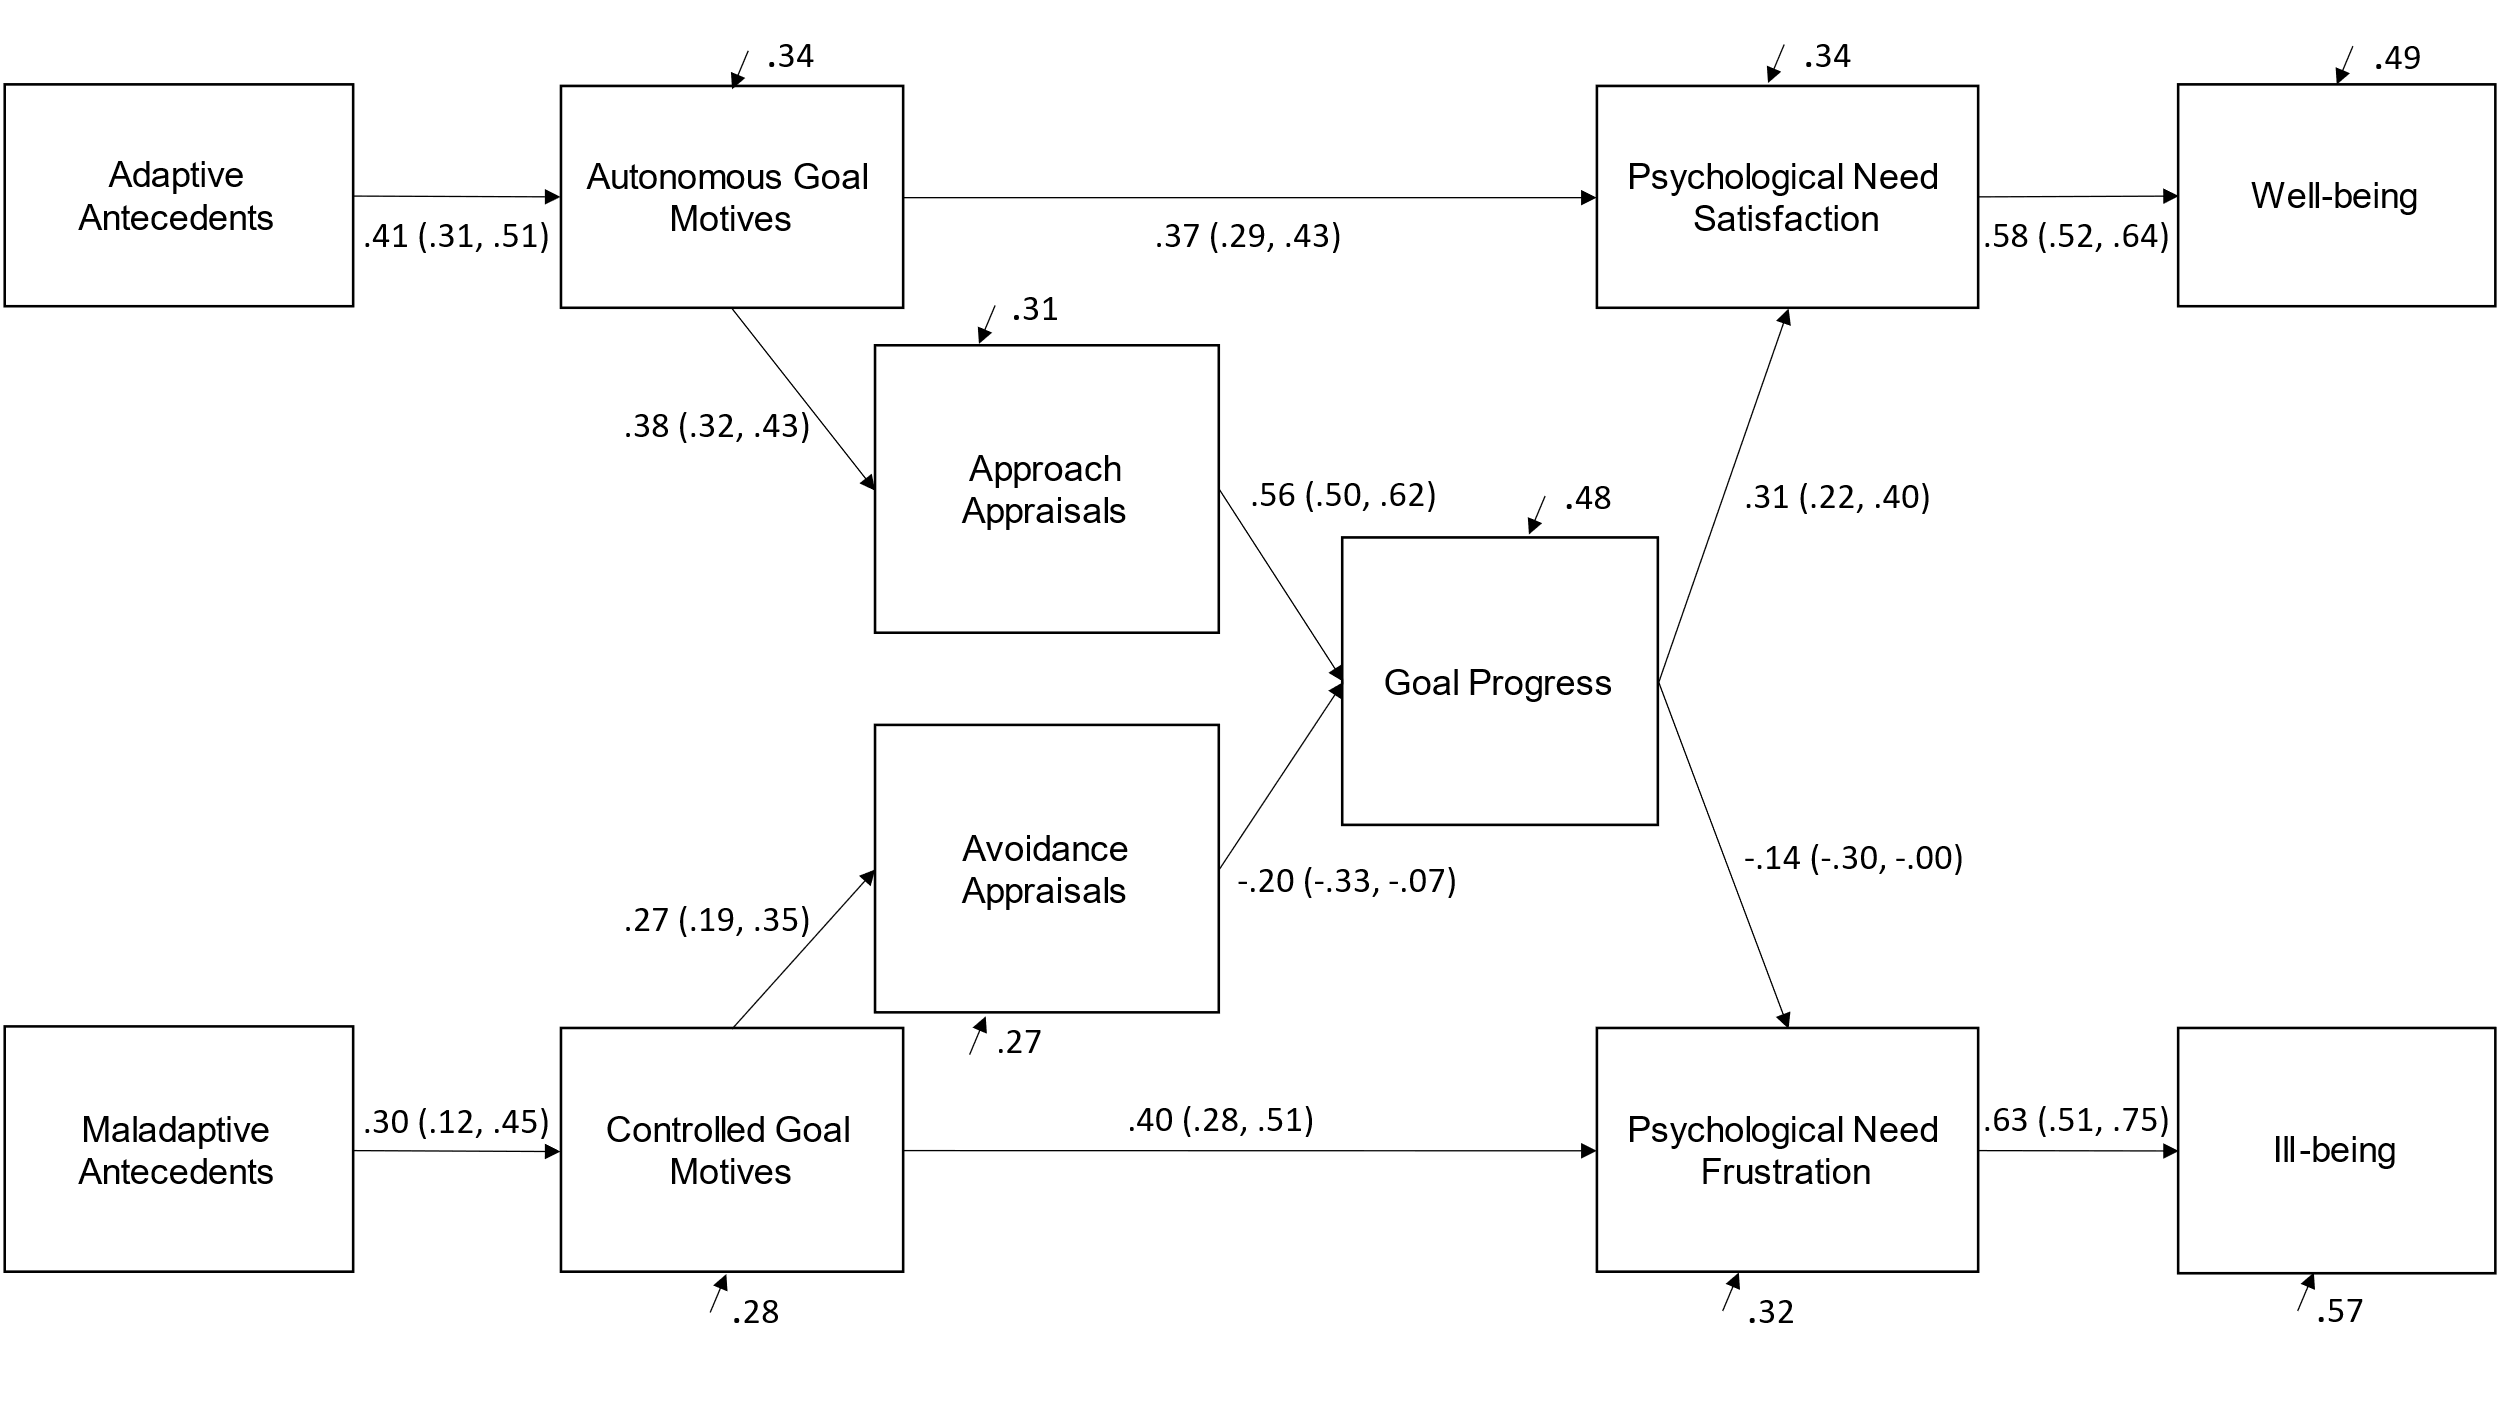 .34
.34
.49
Adaptive
Antecedents
.41 (.31, .51)
Autonomous Goal
Motives
.37 (.29, .43)
Psychological Need
Satisfaction
.58 (.52, .64)
Well-being
.31
.38 (.32, .43)
Approach
Appraisals
.56 (.50, .62)
.48
.31 (.22, .40)
Goal Progress
Avoidance
Appraisals
-.20 (-.33, -.07)
-.14 (-.30, -.00)
.27 (.19, .35)
.27
Maladaptive
Antecedents
.30 (.12, .45)
Controlled Goal
Motives
.40 (.28, .51)
Psychological Need
Frustration
.63 (.51, .75)
Ill-being
.28
.32
.57